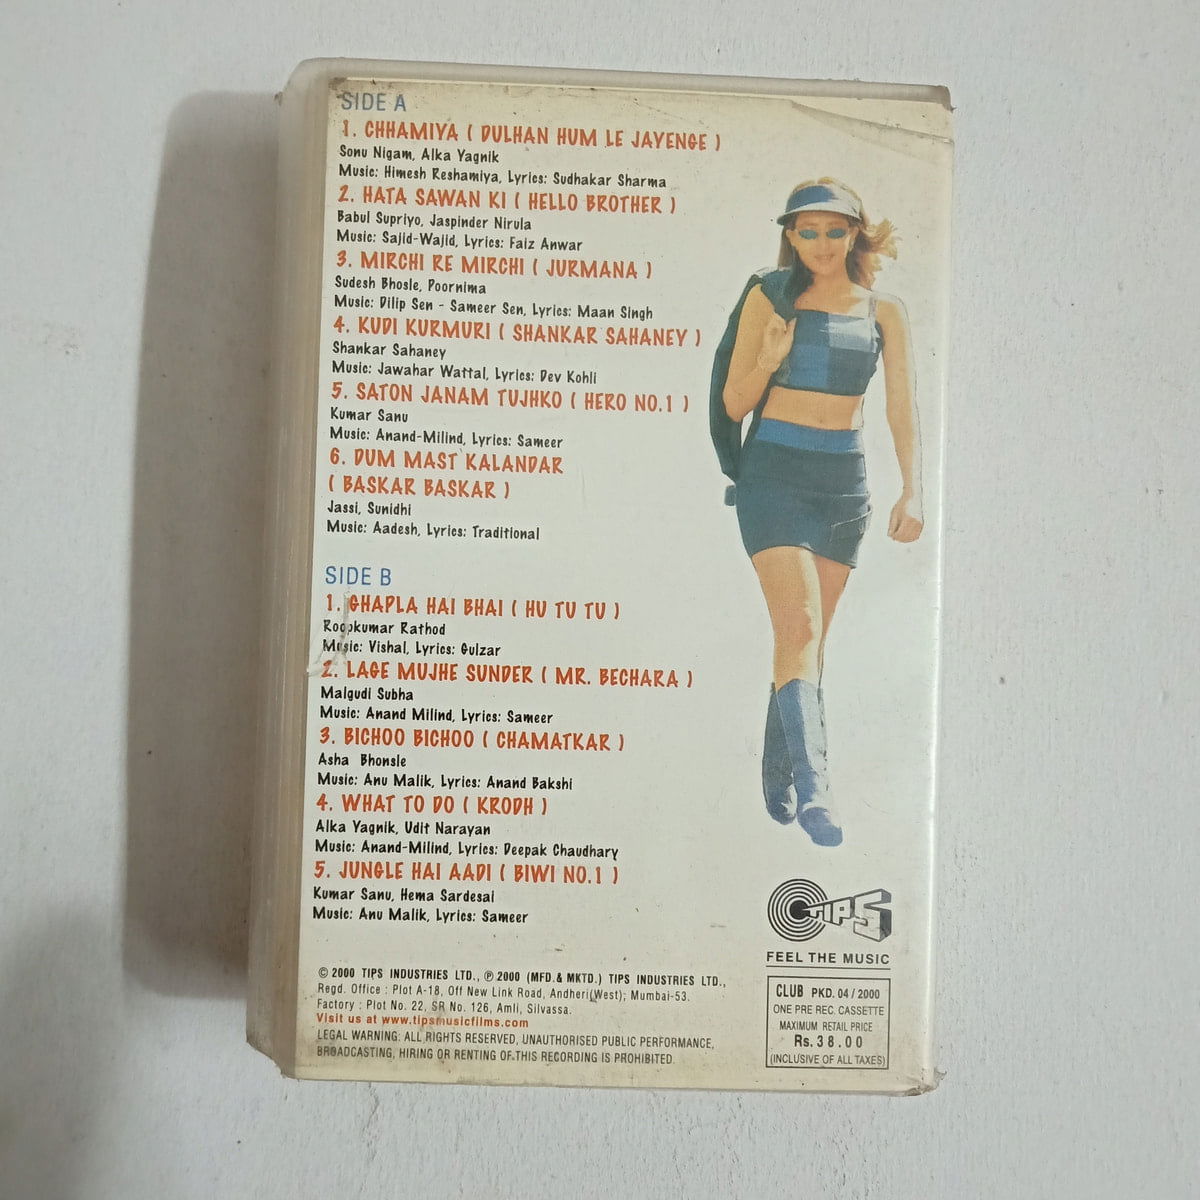 SIDE A
1. CHHAMIYA ( DULHAN HUM LE JAYENGE )
Sonu Nigam, Alka Yagnik
Music: Himesh Reshamiya, Lyrics: Sudhakar Sharma
2. HATA SAWAN KI ( HELLO BROTHER )
Babul Supriyo, Jaspinder Nirula
Music: Sajid-Wajid, Lyrics: Faiz Anwar
3. MIRCHI RE MIRCHI ( JURMANA )
Sudesh Bhosle, Poornima
Music: Dilip Sen - Sameer Sen, Lyrics: Maan Singh
4. KUDI KURMURI ( SHANKAR SAHANEY )
Shankar Sahaney
Music: Jawahar Wattal, Lyrics: Dev Kohli
5. SATON JANAM TUJHKO ( HERO NO.1 )
Kumar Sanu
Music: Anand-Milind, Lyrics: Sameer
6. DUM MAST KALANDAR
( BASKAR BASKAR )
Jassi, Sunidhi
Music: Aadesh, Lyrics: Traditional
SIDE B
1. GHAPLA HAI BHAI ( HU TU TU )
Roopkumar Rathod
Music: Vishal, Lyrics: Gulzar
2. LAGE MUJHE SUNDER ( MR. BECHARA )
Malgudi Subha
Music: Anand Milind, Lyrics: Sameer
3. BICHOO BICHOO ( CHAMATKAR )
Asha Bhonsle
Music: Anu Malik, Lyrics: Anand Bakshi
4. WHAT TO DO ( KRODH )
Alka Yagnik, Udit Narayan
Music: Anand-Milind, Lyrics: Deepak Chaudhary
5. JUNGLE HAI AADI ( BIWI NO.1 )
Kumar Sanu, Hema Sardesai
Music: Anu Malik, Lyrics: Sameer
© 2000 TIPS INDUSTRIES LTD., ℗ 2000 (MFD.& MKTD.) TIPS INDUSTRIES LTD.,
Regd. Office : Plot A-18, Off New Link Road, Andheri(West); Mumbai-53.
Factory : Plot No. 22, SR No. 126, Amli, Silvassa.
Visit us at www.tipsmusicfilms.com
LEGAL WARNING: ALL RIGHTS RESERVED, UNAUTHORISED PUBLIC PERFORMANCE,
BROADCASTING, HIRING OR RENTING OF THIS RECORDING IS PROHIBITED.
TIPS
FEEL THE MUSIC
CLUB PKD. 04/2000
ONE PRE REC. CASSETTE
MAXIMUM RETAIL PRICE
Rs.38.00
(INCLUSIVE OF ALL TAXES)